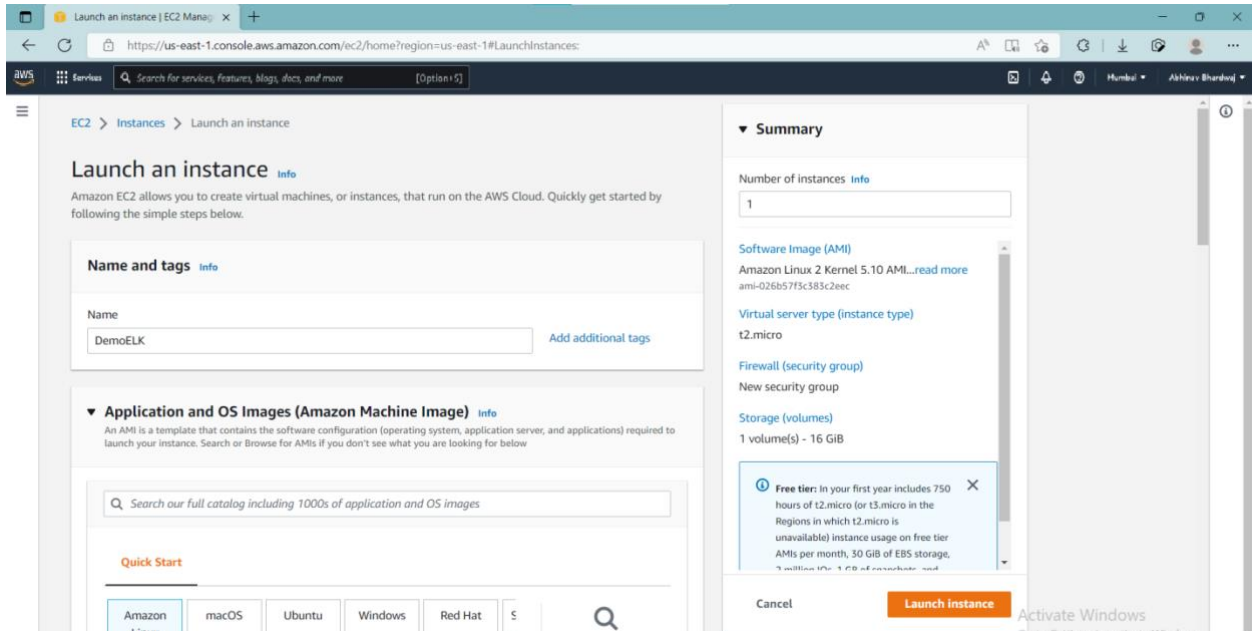 Launch an instance | EC2 Manag
https://us-east-1.console.aws.amazon.com/ec2/home?region=us-east-1#LaunchInstances:
aws
Services
Search for services, features, blogs, docs, and more
[Option+S]
Mumbai
Abhinav Bhardwaj
EC2 > Instances > Launch an instance
Launch an instance Info
Amazon EC2 allows you to create virtual machines, or instances, that run on the AWS Cloud. Quickly get started by
following the simple steps below.
Name and tags Info
Name
DemoELK
Add additional tags
Application and OS Images (Amazon Machine Image) Info
An AMI is a template that contains the software configuration (operating system, application server, and applications) required to
launch your instance. Search or Browse for AMIs if you don't see what you are looking for below
Search our full catalog including 1000s of application and OS images
Quick Start
Amazon
macOS
Ubuntu
Windows
Red Hat
S
Summary
Number of instances Info
1
Software Image (AMI)
Amazon Linux 2 Kernel 5.10 AMI...read more
ami-026b57f3c383c2eec
Virtual server type (instance type)
t2.micro
Firewall (security group)
New security group
Storage (volumes)
1 volume(s) - 16 GiB
Free tier: In your first year includes 750
hours of t2.micro (or t3.micro in the
Regions in which t2.micro is
unavailable) instance usage on free tier
AMIs per month, 30 GiB of EBS storage,
2 million IOs, 1 GB of snapshots, and
Cancel
Launch instance
Activate Windows